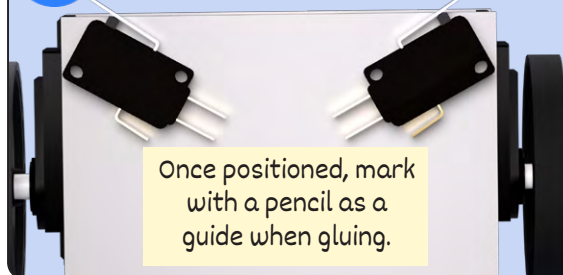 Once positioned, mark
with a pencil as a
guide when gluing.